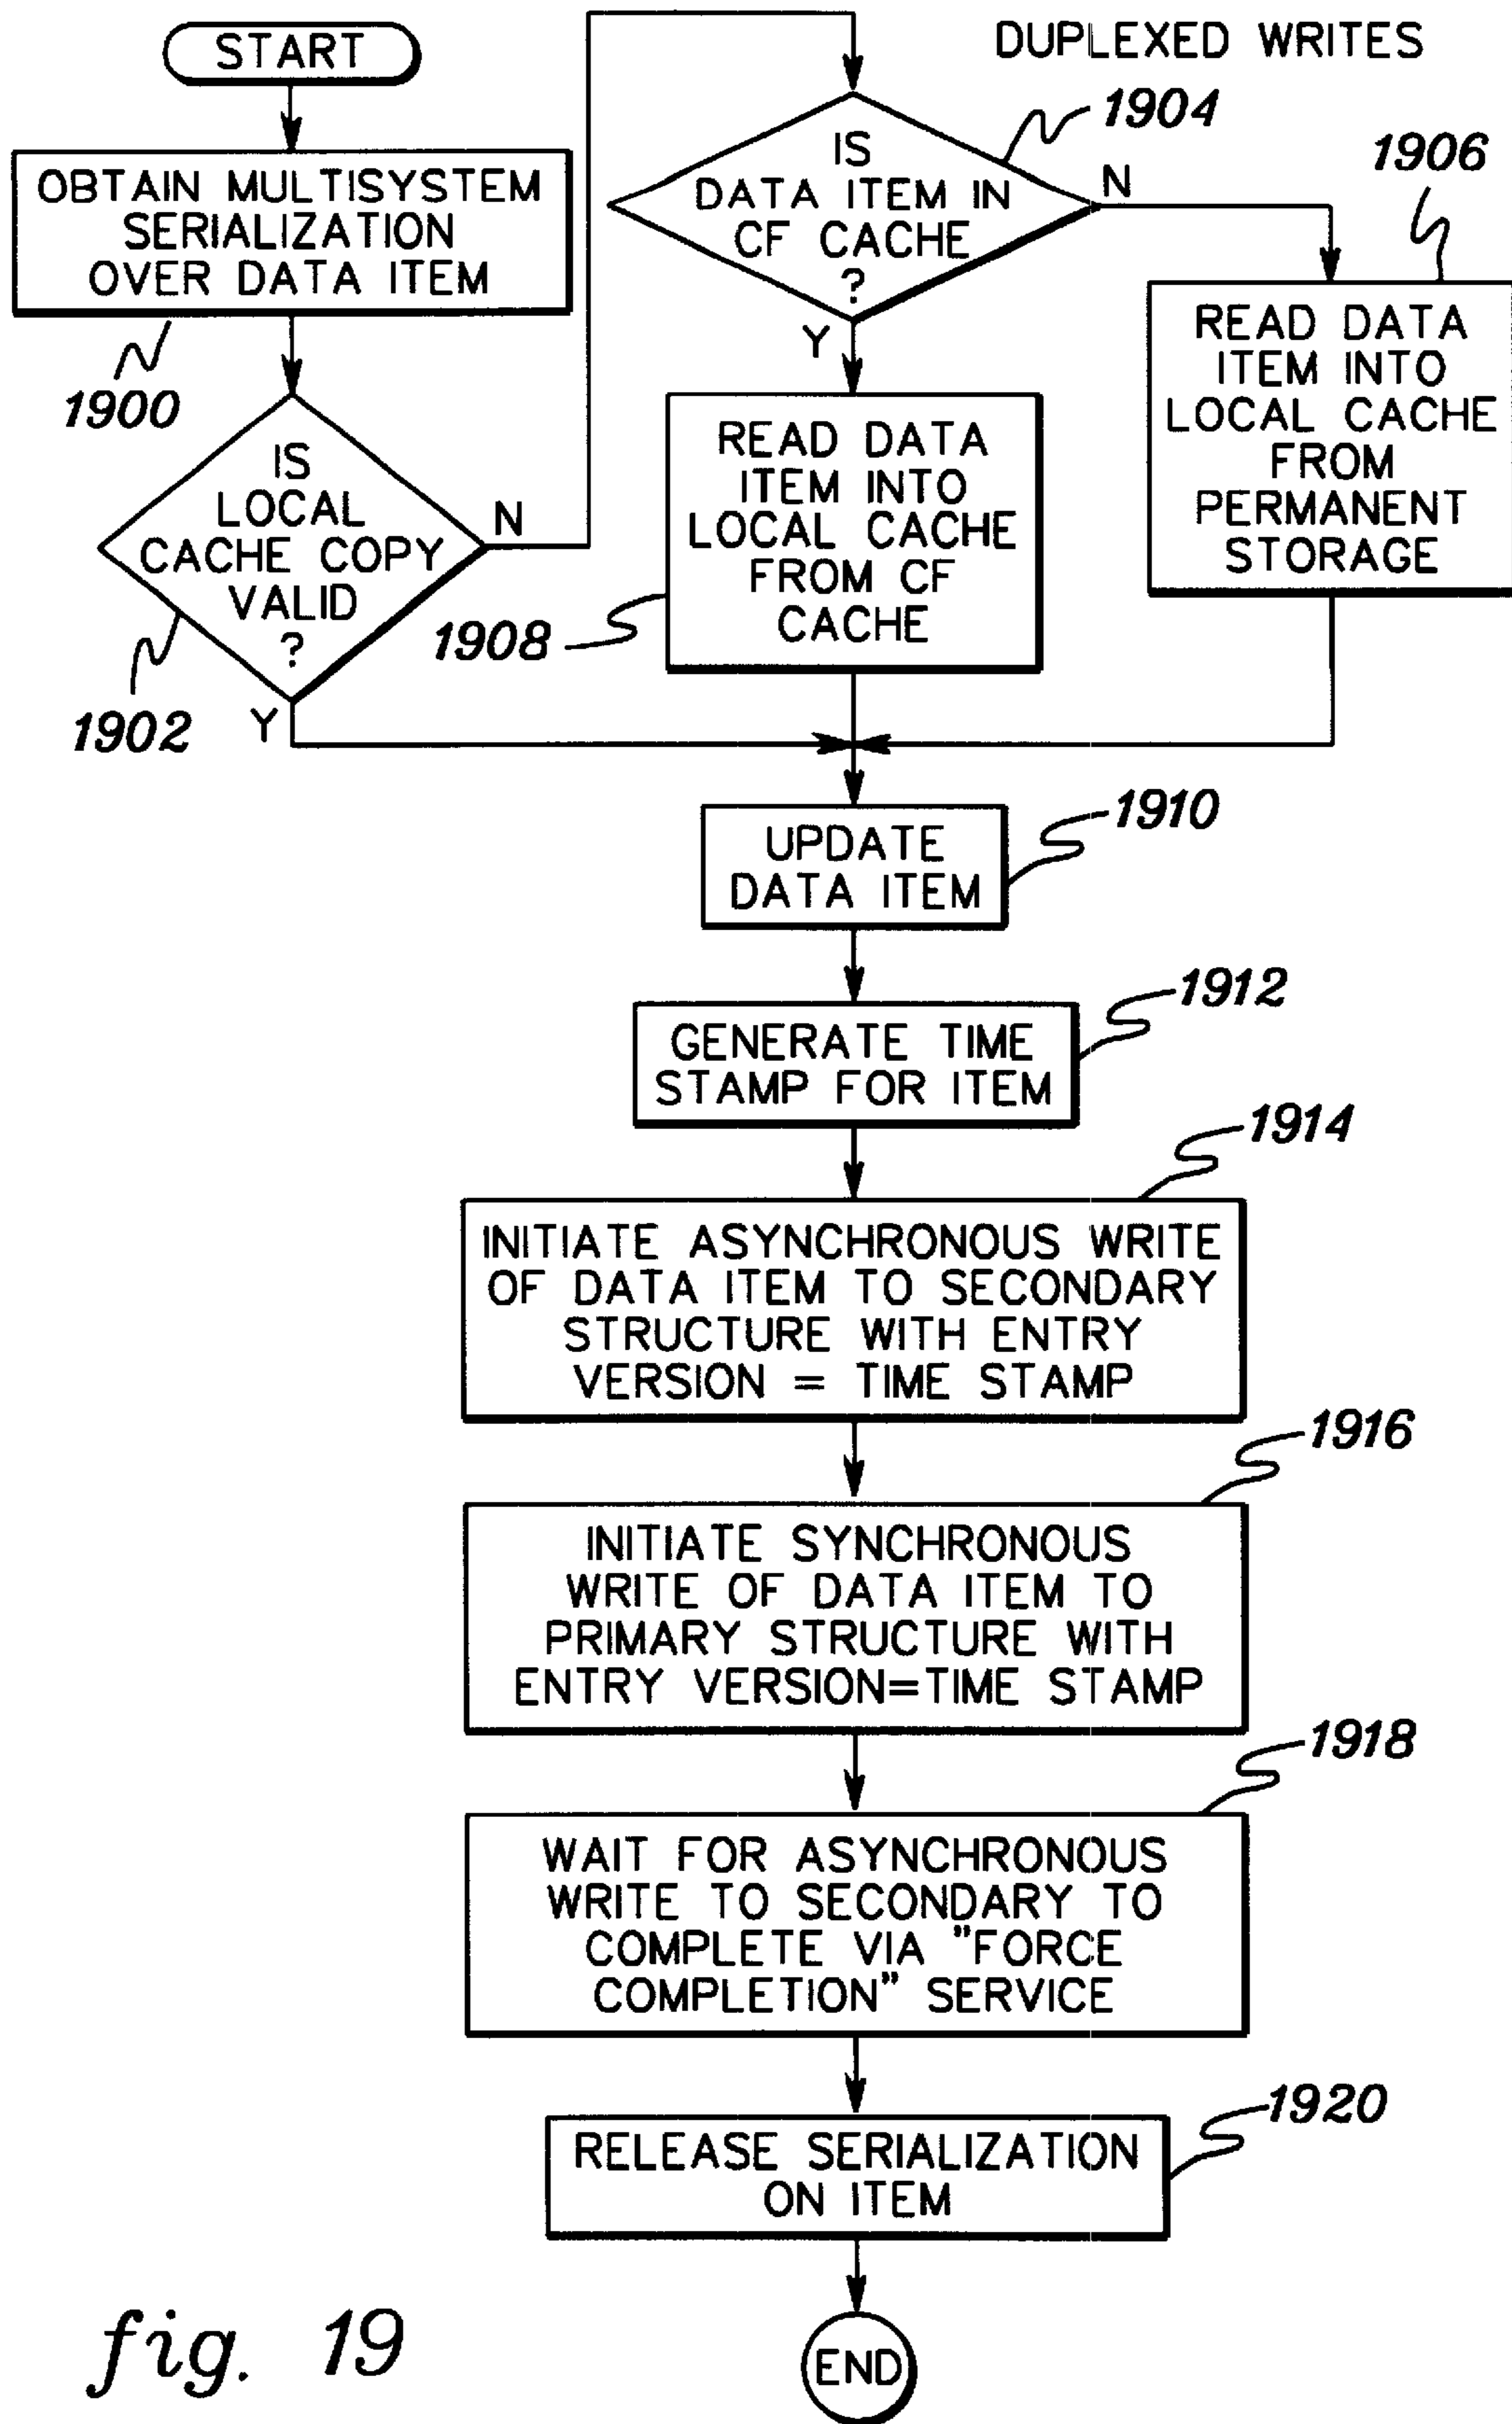 DUPLEXED WRITES
START
OBTAIN MULTISYSTEM
SERIALIZATION
OVER DATA ITEM
1900
IS
LOCAL
CACHE COPY
VALID
?
N
Y
1902
IS
DATA ITEM IN
CF CACHE
?
N
Y
1904
READ DATA
ITEM INTO
LOCAL CACHE
FROM
PERMANENT
STORAGE
1906
READ DATA
ITEM INTO
LOCAL CACHE
FROM CF
CACHE
1908
UPDATE
DATA ITEM
1910
GENERATE TIME
STAMP FOR ITEM
1912
INITIATE ASYNCHRONOUS WRITE
OF DATA ITEM TO SECONDARY
STRUCTURE WITH ENTRY
VERSION = TIME STAMP
1914
INITIATE SYNCHRONOUS
WRITE OF DATA ITEM TO
PRIMARY STRUCTURE WITH
ENTRY VERSION=TIME STAMP
1916
WAIT FOR ASYNCHRONOUS
WRITE TO SECONDARY TO
COMPLETE VIA "FORCE
COMPLETION" SERVICE
1918
RELEASE SERIALIZATION
ON ITEM
1920
END
fig. 19